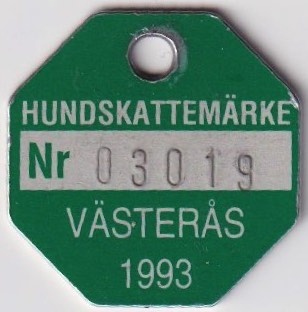 HUNDSKATTEMÄRKE
Nr 03019
VÄSTERÅS
1993